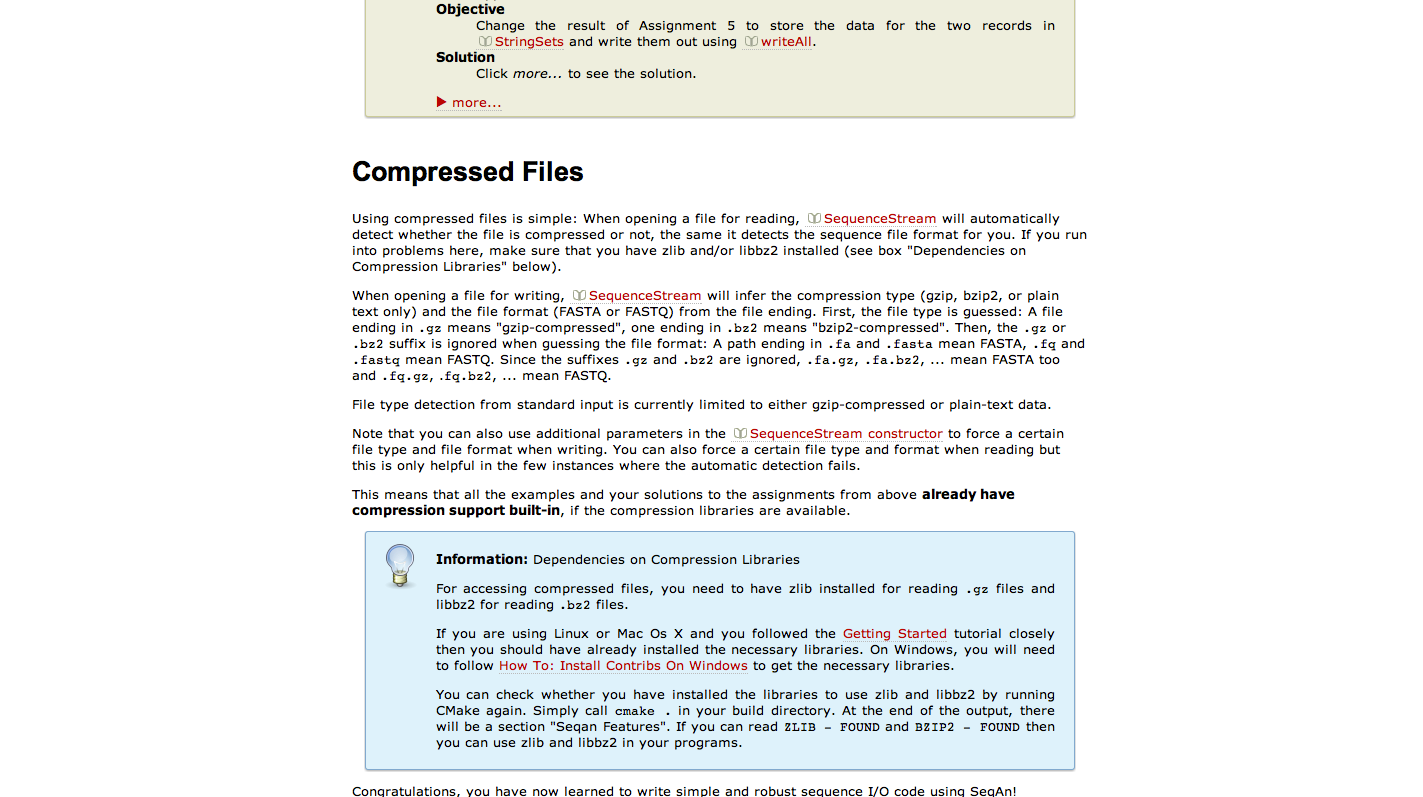 Objective
Change the result of Assignment 5 to store the data for the two records in
StringSets and write them out using writeAll.
Solution
Click more... to see the solution.
more...
Compressed Files
Using compressed files is simple: When opening a file for reading, SequenceStream will automatically
detect whether the file is compressed or not, the same it detects the sequence file format for you. If you run
into problems here, make sure that you have zlib and/or libbz2 installed (see box "Dependencies on
Compression Libraries" below).
When opening a file for writing, SequenceStream will infer the compression type (gzip, bzip2, or plain
text only) and the file format (FASTA or FASTQ) from the file ending. First, the file type is guessed: A file
ending in .gz means "gzip-compressed", one ending in .bz2 means "bzip2-compressed". Then, the .gz or
.bz2 suffix is ignored when guessing the file format: A path ending in .fa and .fasta mean FASTA, .fq and
.fastq mean FASTQ. Since the suffixes .gz and .bz2 are ignored, .fa.gz, .fa.bz2, ... mean FASTA too
and .fq.gz, .fq.bz2, ... mean FASTQ.
File type detection from standard input is currently limited to either gzip-compressed or plain-text data.
Note that you can also use additional parameters in the SequenceStream constructor to force a certain
file type and file format when writing. You can also force a certain file type and format when reading but
this is only helpful in the few instances where the automatic detection fails.
This means that all the examples and your solutions to the assignments from above already have
compression support built-in, if the compression libraries are available.
Information: Dependencies on Compression Libraries
For accessing compressed files, you need to have zlib installed for reading .gz files and
libbz2 for reading .bz2 files.
If you are using Linux or Mac Os X and you followed the Getting Started tutorial closely
then you should have already installed the necessary libraries. On Windows, you will need
to follow How To: Install Contribs On Windows to get the necessary libraries.
You can check whether you have installed the libraries to use zlib and libbz2 by running
CMake again. Simply call cmake . in your build directory. At the end of the output, there
will be a section "Seqan Features". If you can read ZLIB - FOUND and BZIP2 - FOUND then
you can use zlib and libbz2 in your programs.
Congratulations, you have now learned to write simple and robust sequence I/O code using SeqAn!